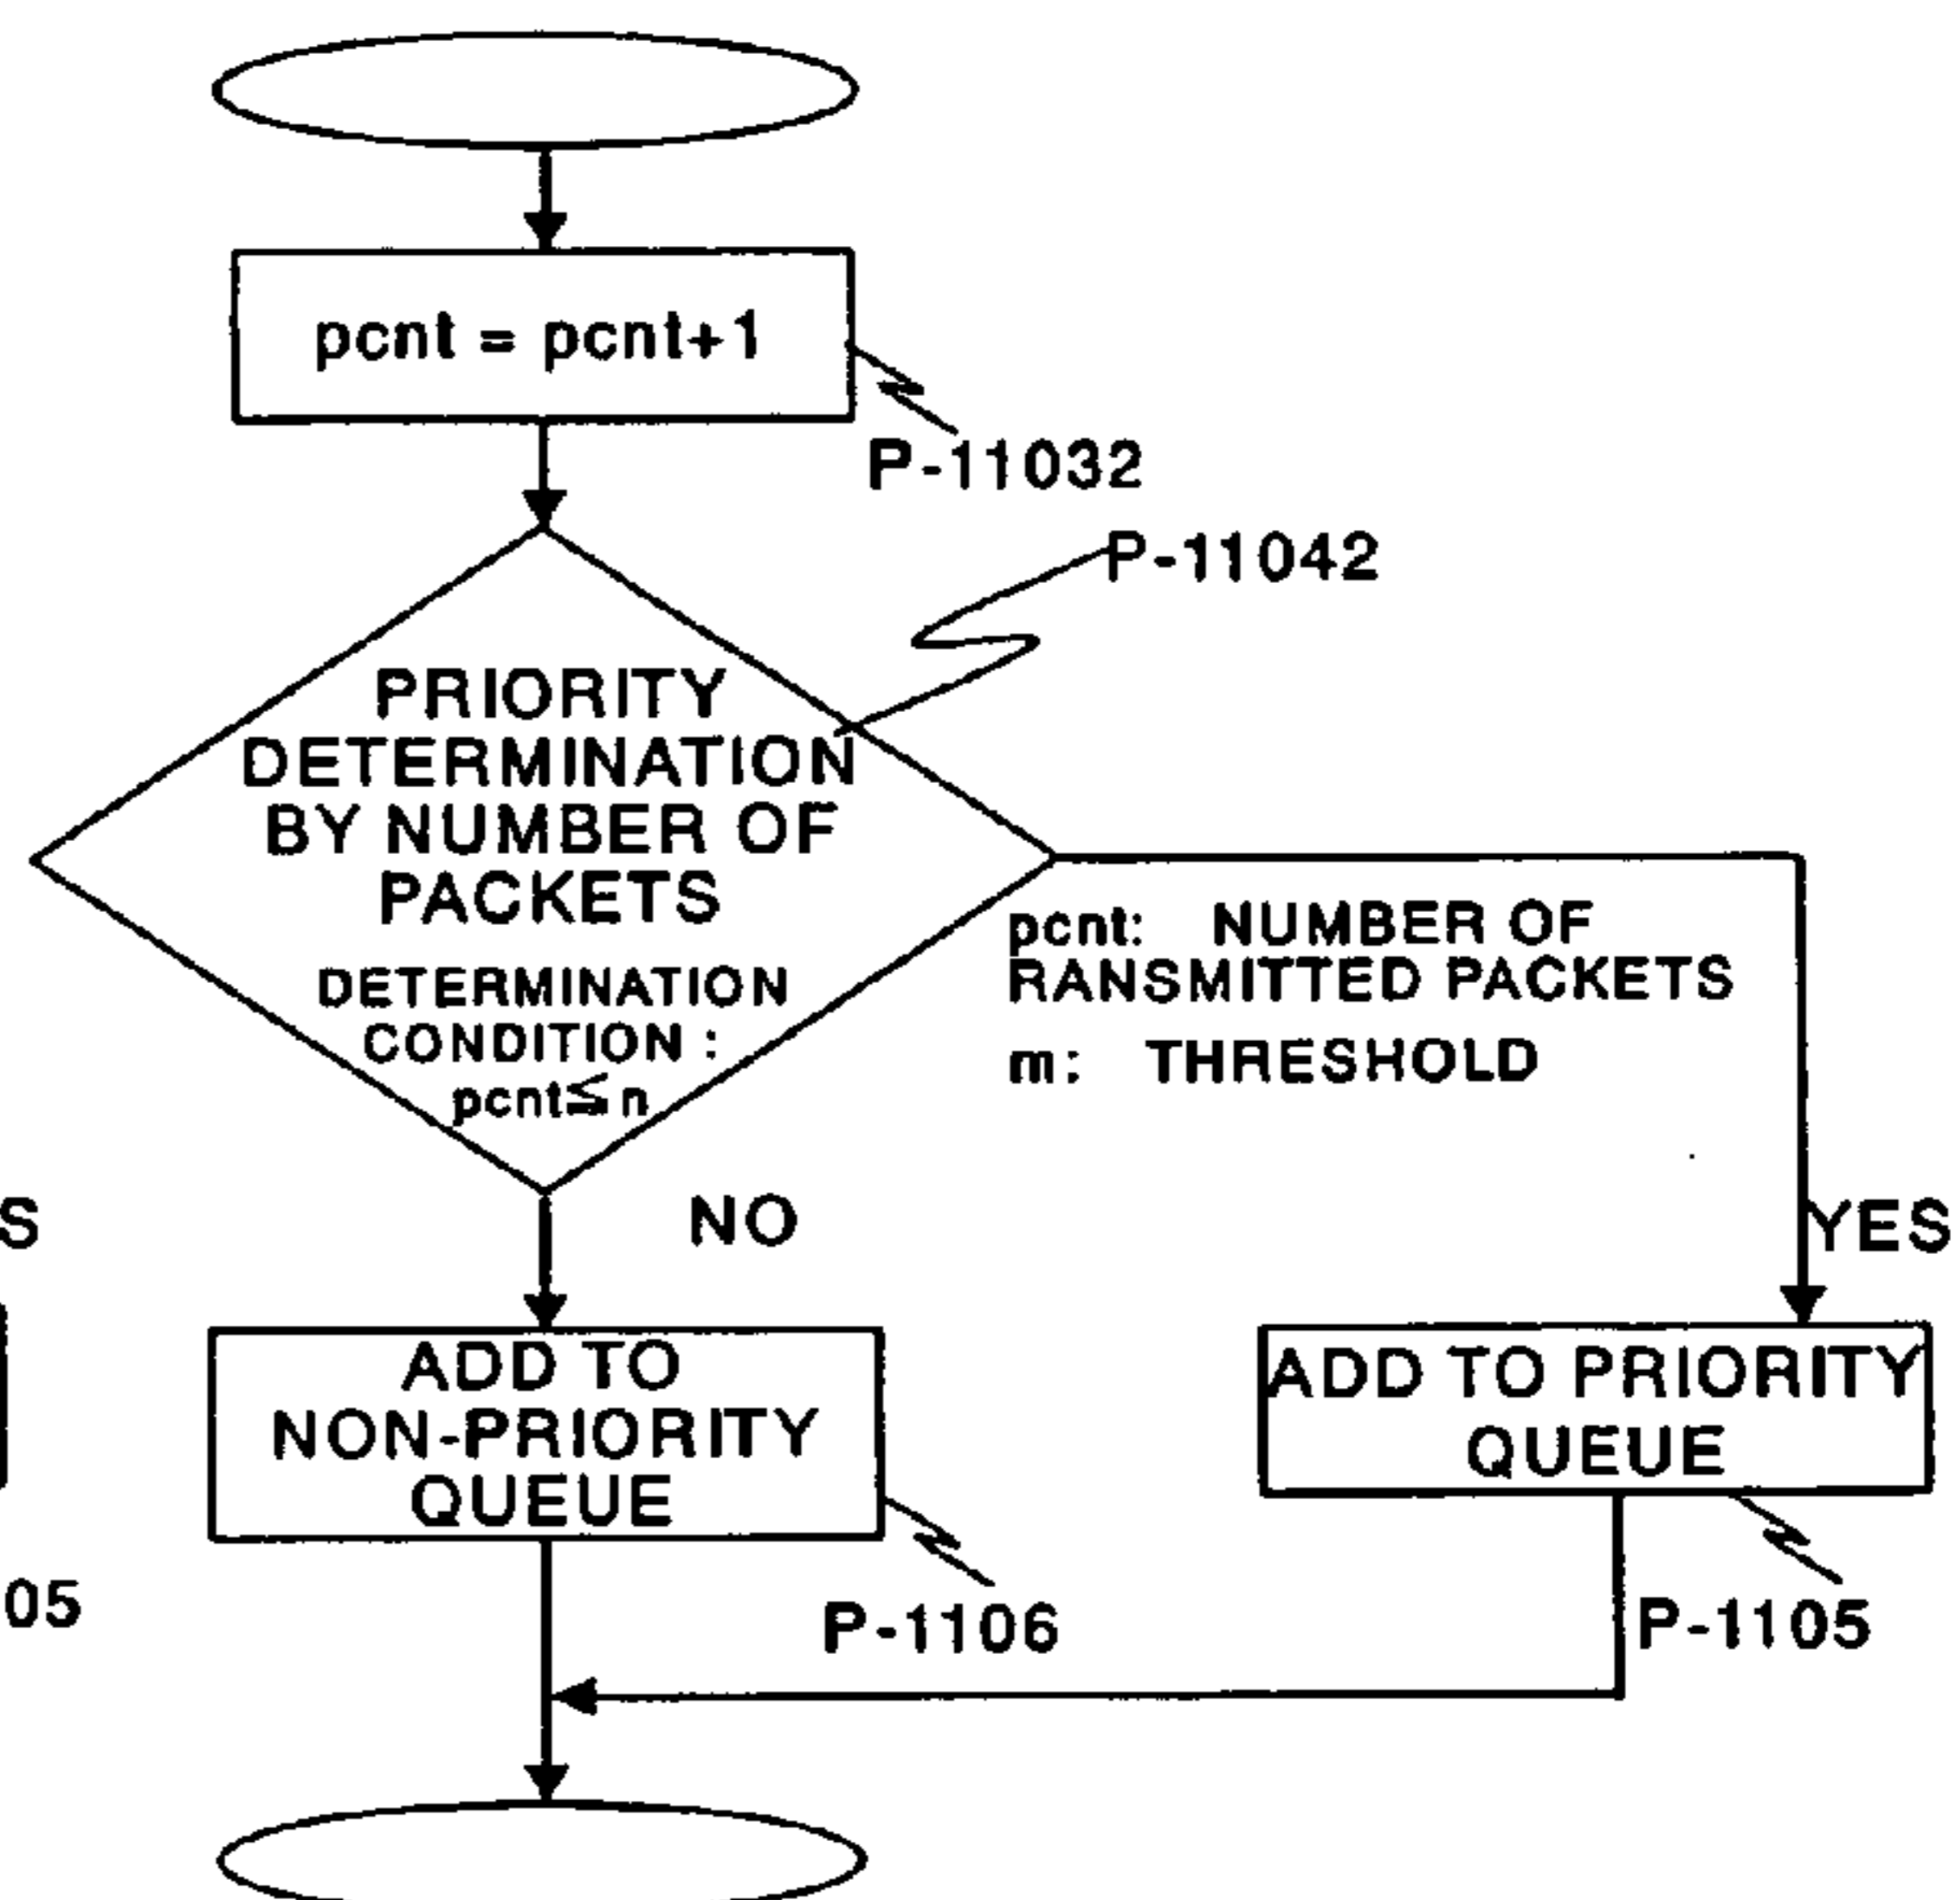 pcnt = pcnt+1
P-11032
P-11042
PRIORITY
DETERMINATION
BY NUMBER OF
PACKETS
DETERMINATION
CONDITION :
pcnt≦n
pcnt: NUMBER OF
RANSMITTED PACKETS
m: THRESHOLD
S
NO
YES
ADD TO
NON-PRIORITY
QUEUE
ADD TO PRIORITY
QUEUE
05
P-1106
P-1105